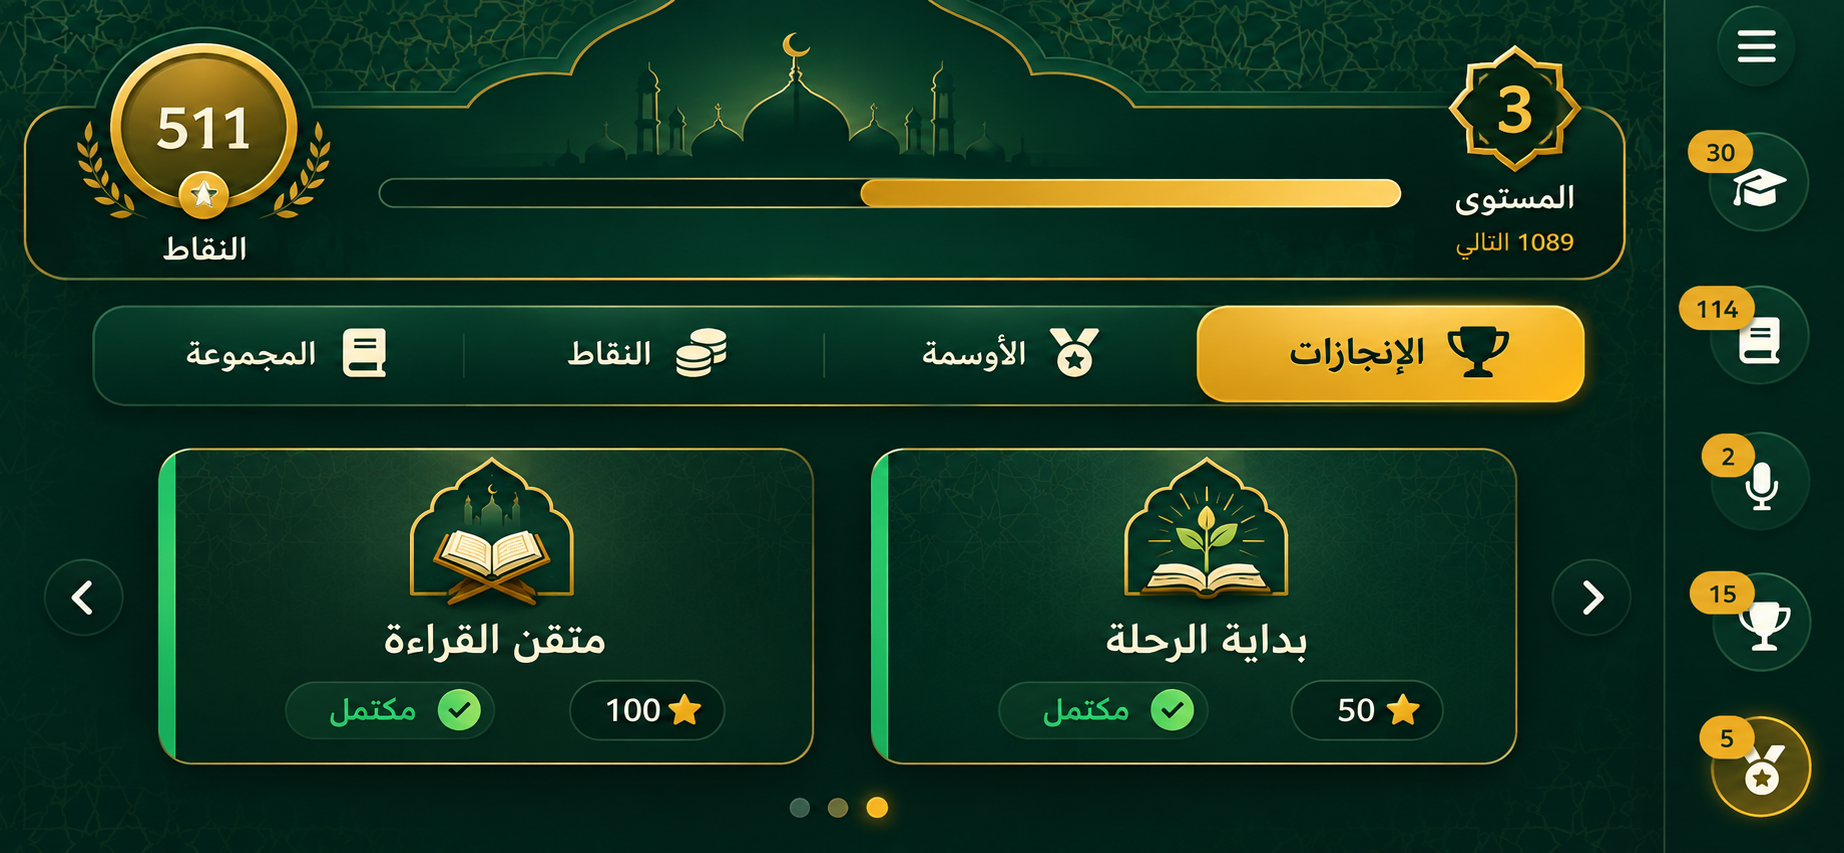 3
المستوى
1089 التالي
511
النقاط
الإنجازات
الأوسمة
النقاط
المجموعة
بداية الرحلة
50
مكتمل
متقن القراءة
100
مكتمل
30
114
2
15
5